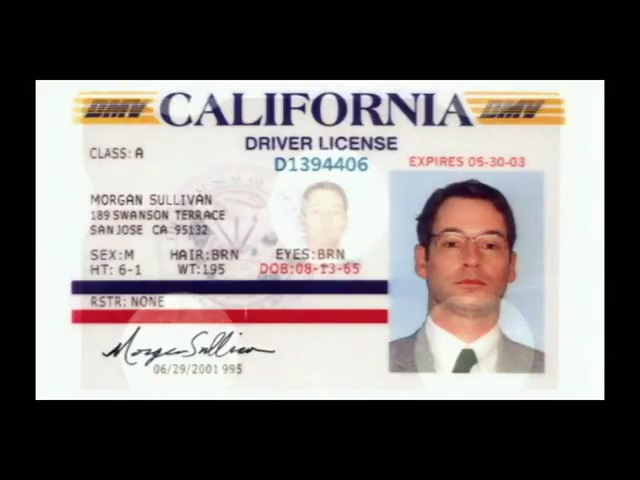 DMV CALIFORNIA DMV
DRIVER LICENSE
D1394406
CLASS: A
EXPIRES 05-30-03
MORGAN SULLIVAN
189 SWANSON TERRACE
SAN JOSE CA 95132
SEX:M HAIR:BRN EYES:BRN
HT: 6-1 WT:195 DOB:08-13-65
RSTR: NONE
Morgan Sullivan
06/29/2001 995